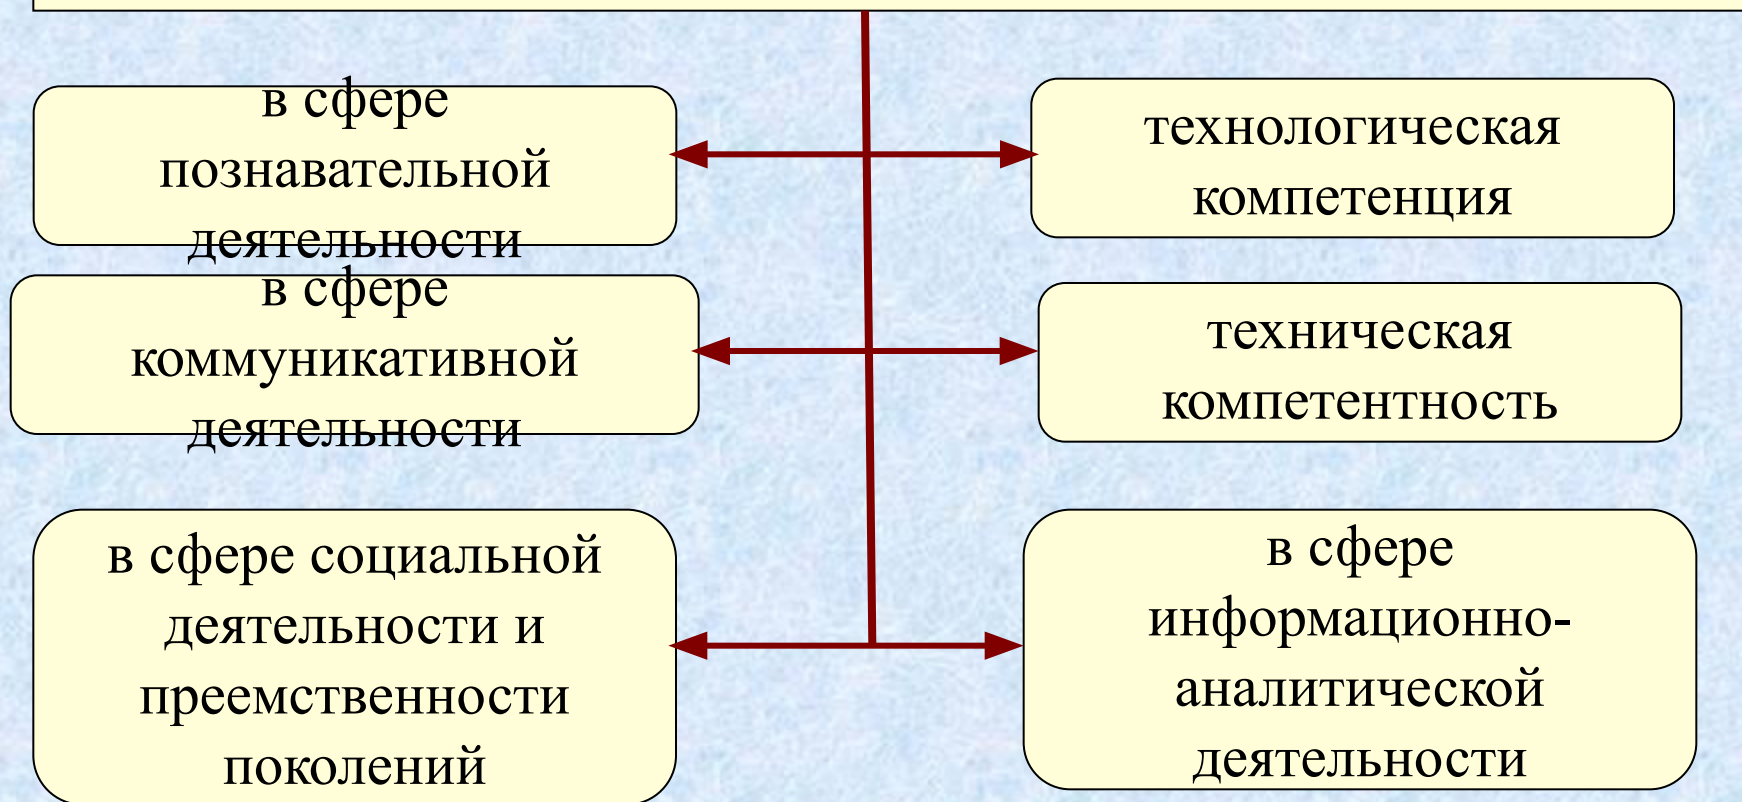 в сфере
познавательной
деятельности
технологическая
компетенция
в сфере
коммуникативной
деятельности
техническая
компетентность
в сфере социальной
деятельности и
преемственности
поколений
в сфере
информационно-
аналитической
деятельности